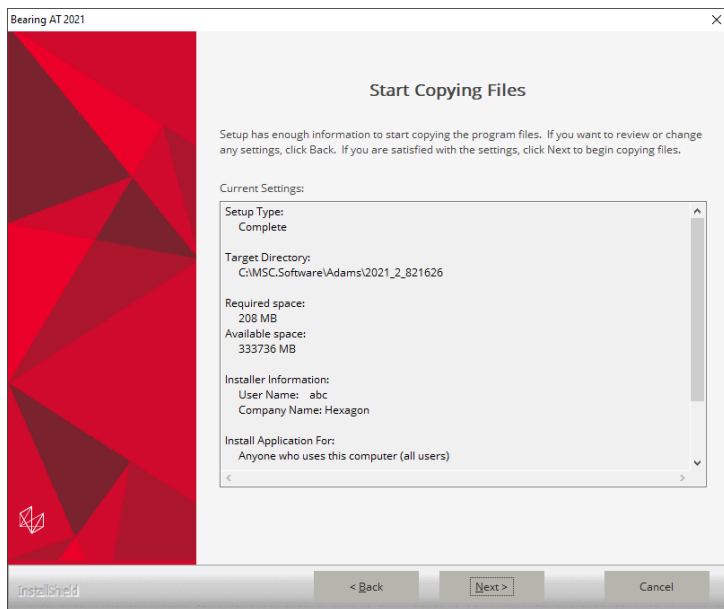 Bearing AT 2021
Start Copying Files
Setup has enough information to start copying the program files. If you want to review or change
any settings, click Back. If you are satisfied with the settings, click Next to begin copying files.
Current Settings:
Setup Type:
Complete
Target Directory:
C:\MSC.Software\Adams\2021_2_821626
Required space:
208 MB
Available space:
333736 MB
Installer Information:
User Name: abc
Company Name: Hexagon
Install Application For:
Anyone who uses this computer (all users)
InstallShield
< Back
Next >
Cancel